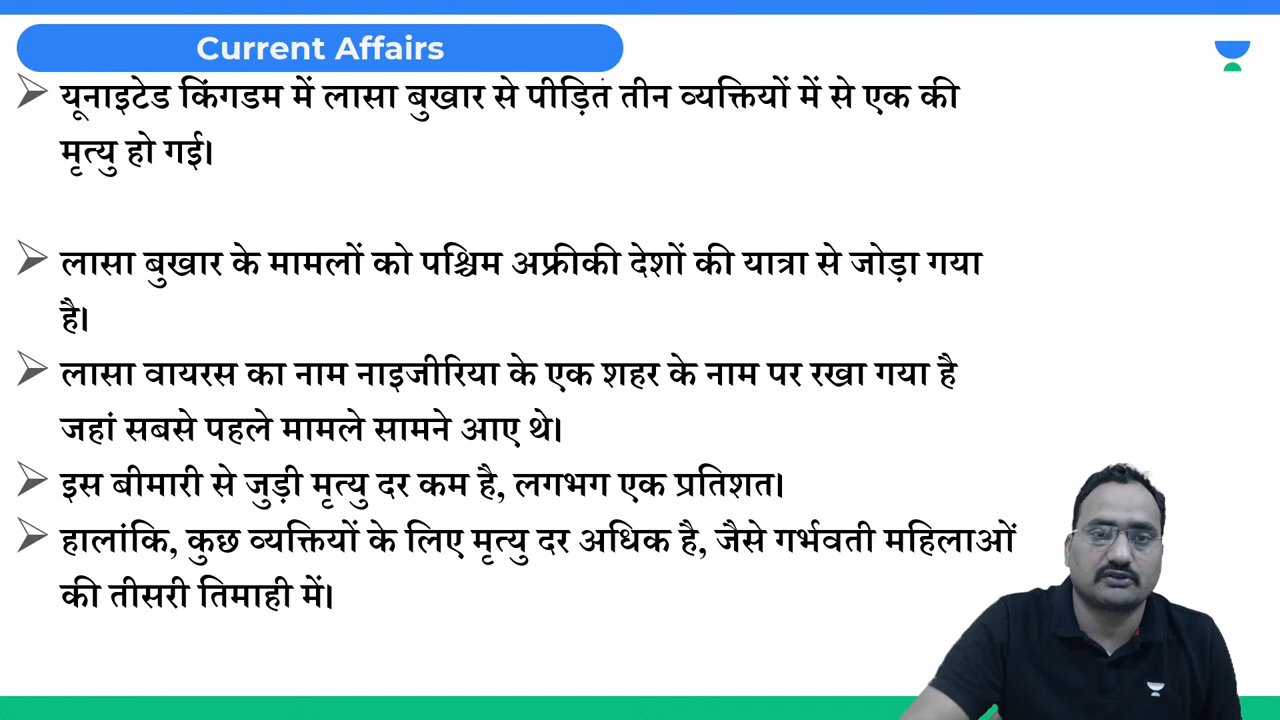 Current Affairs
यूनाइटेड किंगडम में लासा बुखार से पीड़ित तीन व्यक्तियों में से एक की
मृत्यु हो गई।
लासा बुखार के मामलों को पश्चिम अफ्रीकी देशों की यात्रा से जोड़ा गया
है।
लासा वायरस का नाम नाइजीरिया के एक शहर के नाम पर रखा गया है
जहां सबसे पहले मामले सामने आए थे।
इस बीमारी से जुड़ी मृत्यु दर कम है, लगभग एक प्रतिशत।
हालांकि, कुछ व्यक्तियों के लिए मृत्यु दर अधिक है, जैसे गर्भवती महिलाओं
की तीसरी तिमाही में।